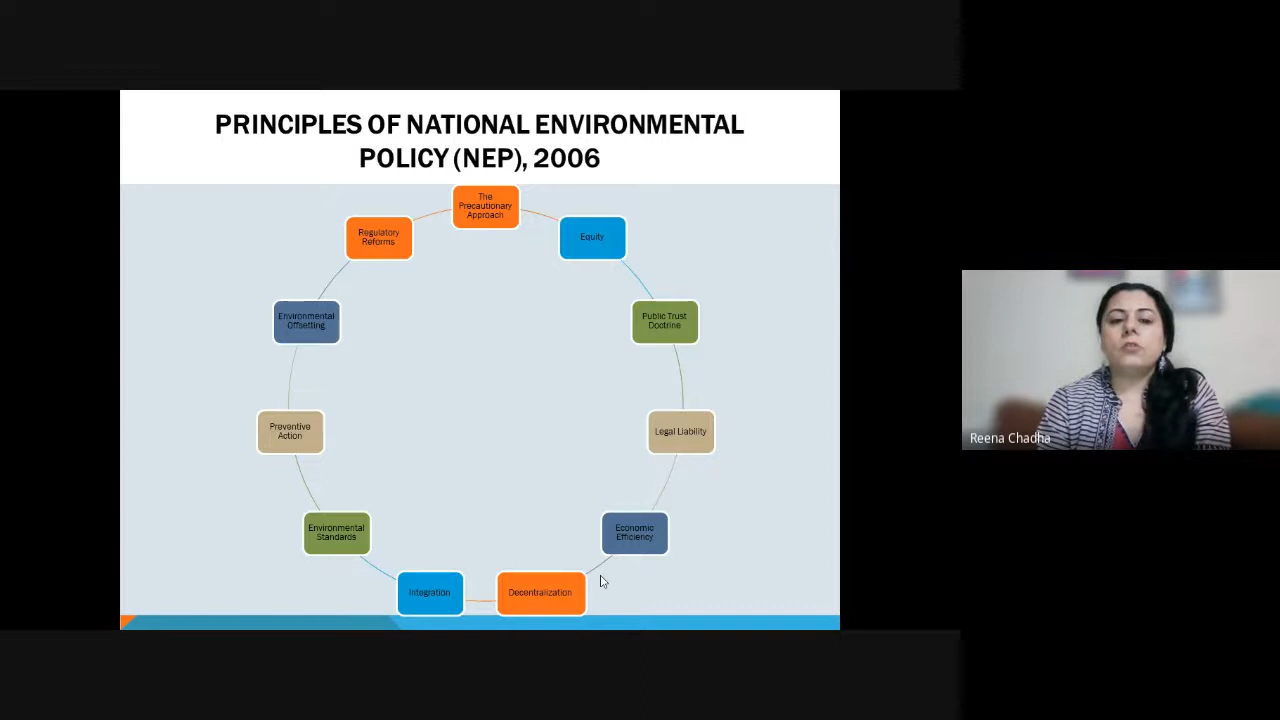 PRINCIPLES OF NATIONAL ENVIRONMENTAL
POLICY (NEP), 2006
The
Precautionary
Approach
Equity
Public Trust
Doctrine
Legal Liability
Economic
Efficiency
Decentralization
Integration
Environmental
Standards
Preventive
Action
Environmental
Offsetting
Regulatory
Reforms
Reena Chadha